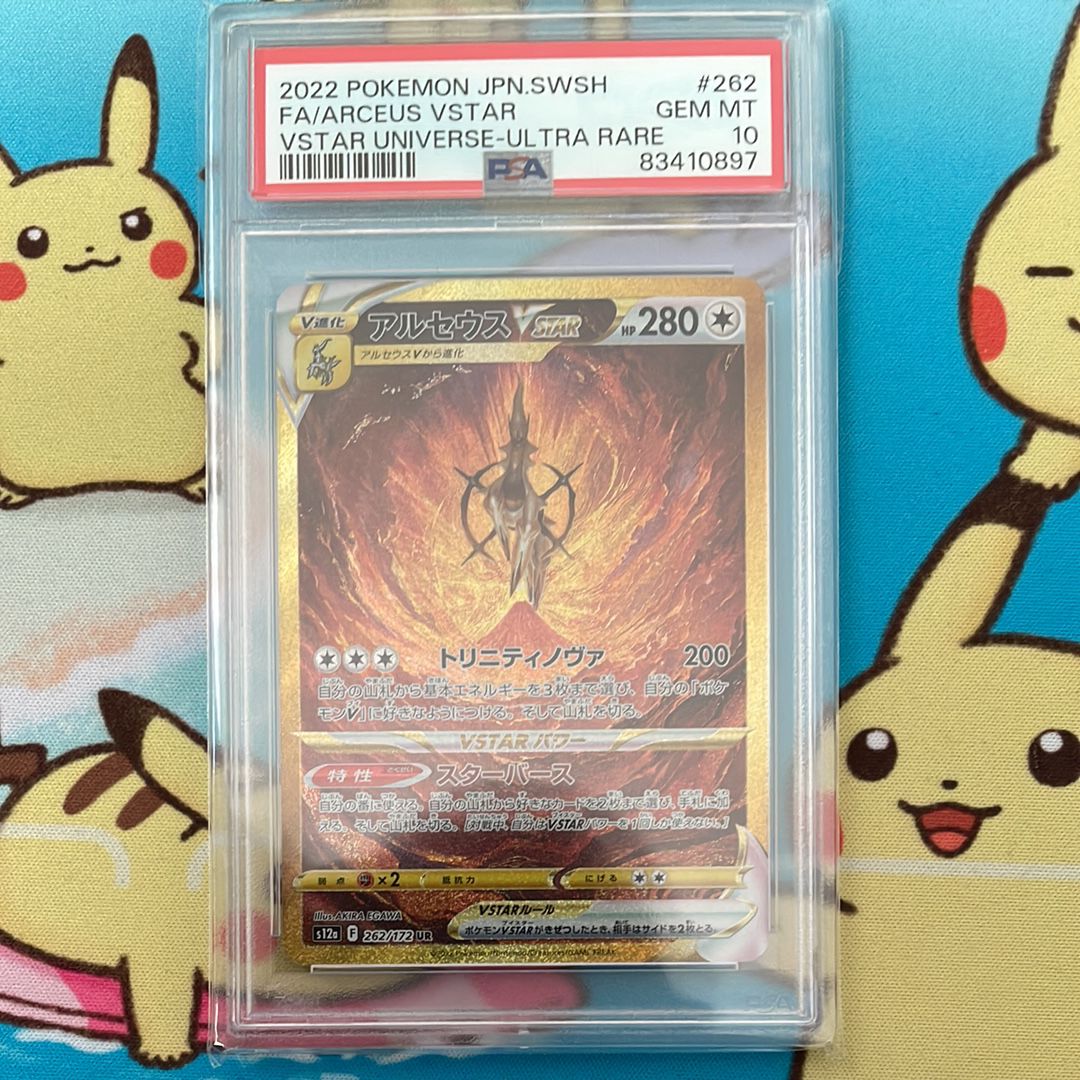 2022 POKEMON JPN.SWSH #262
FA/ARCEUS VSTAR GEM MT
VSTAR UNIVERSE-ULTRA RARE 10
PSA 83410897
V進化 アルセウス VSTAR HP 280
アルセウスVから進化
トリニティノヴァ 200
自分の山札から基本エネルギーを3枚まで選び、自分の「ポケ
モンV」に好きなようにつける。そして山札を切る。
VSTARパワー
特性 スターバース
自分の番に使える。自分の山札から好きなカードを2枚まで選び、手札に加
える。そして山札を切る。[対戦中、自分はVSTARパワーを1回しか使えない。]
弱点 ×2 抵抗力 にげる
Illus. AKIRA EGAWA
s12a F 262/172 UR
VSTARルール
ポケモンVSTARがきぜつしたとき、相手はサイドを2枚とる。
PSA